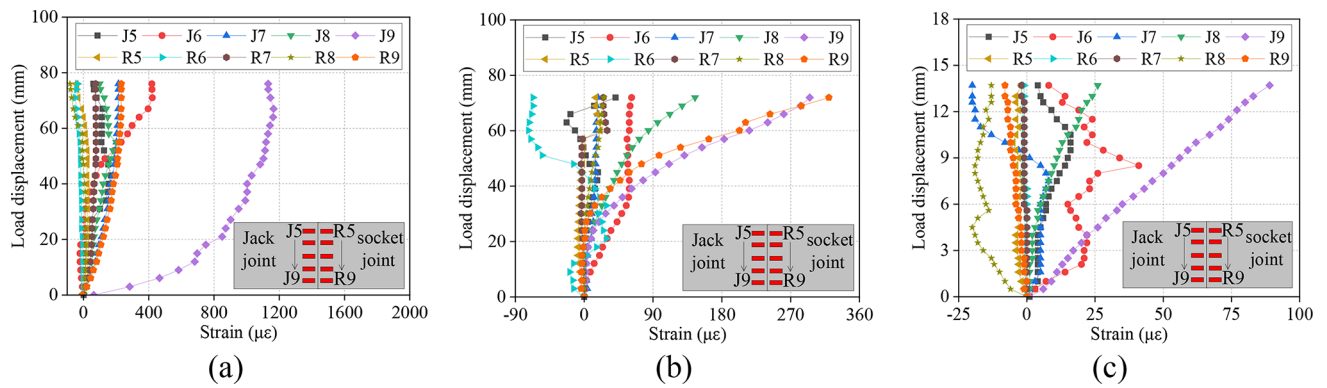 100
80
60
40
20
0
Load displacement (mm)
J5 J6 J7 J8 J9
R5 R6 R7 R8 R9
J5 R5
Jack joint
socket joint
J9 R9
0 400 800 1200 1600 2000
Strain (με)
(a)
100
80
60
40
20
0
Load displacement (mm)
J5 J6 J7 J8 J9
R5 R6 R7 R8 R9
J5 R5
Jack joint
socket joint
J9 R9
-90 0 90 180 270 360
Strain (με)
(b)
18
15
12
9
6
3
0
Load displacement (mm)
J5 J6 J7 J8 J9
R5 R6 R7 R8 R9
J5 R5
Jack joint
socket joint
J9 R9
-25 0 25 50 75 100
Strain (με)
(c)